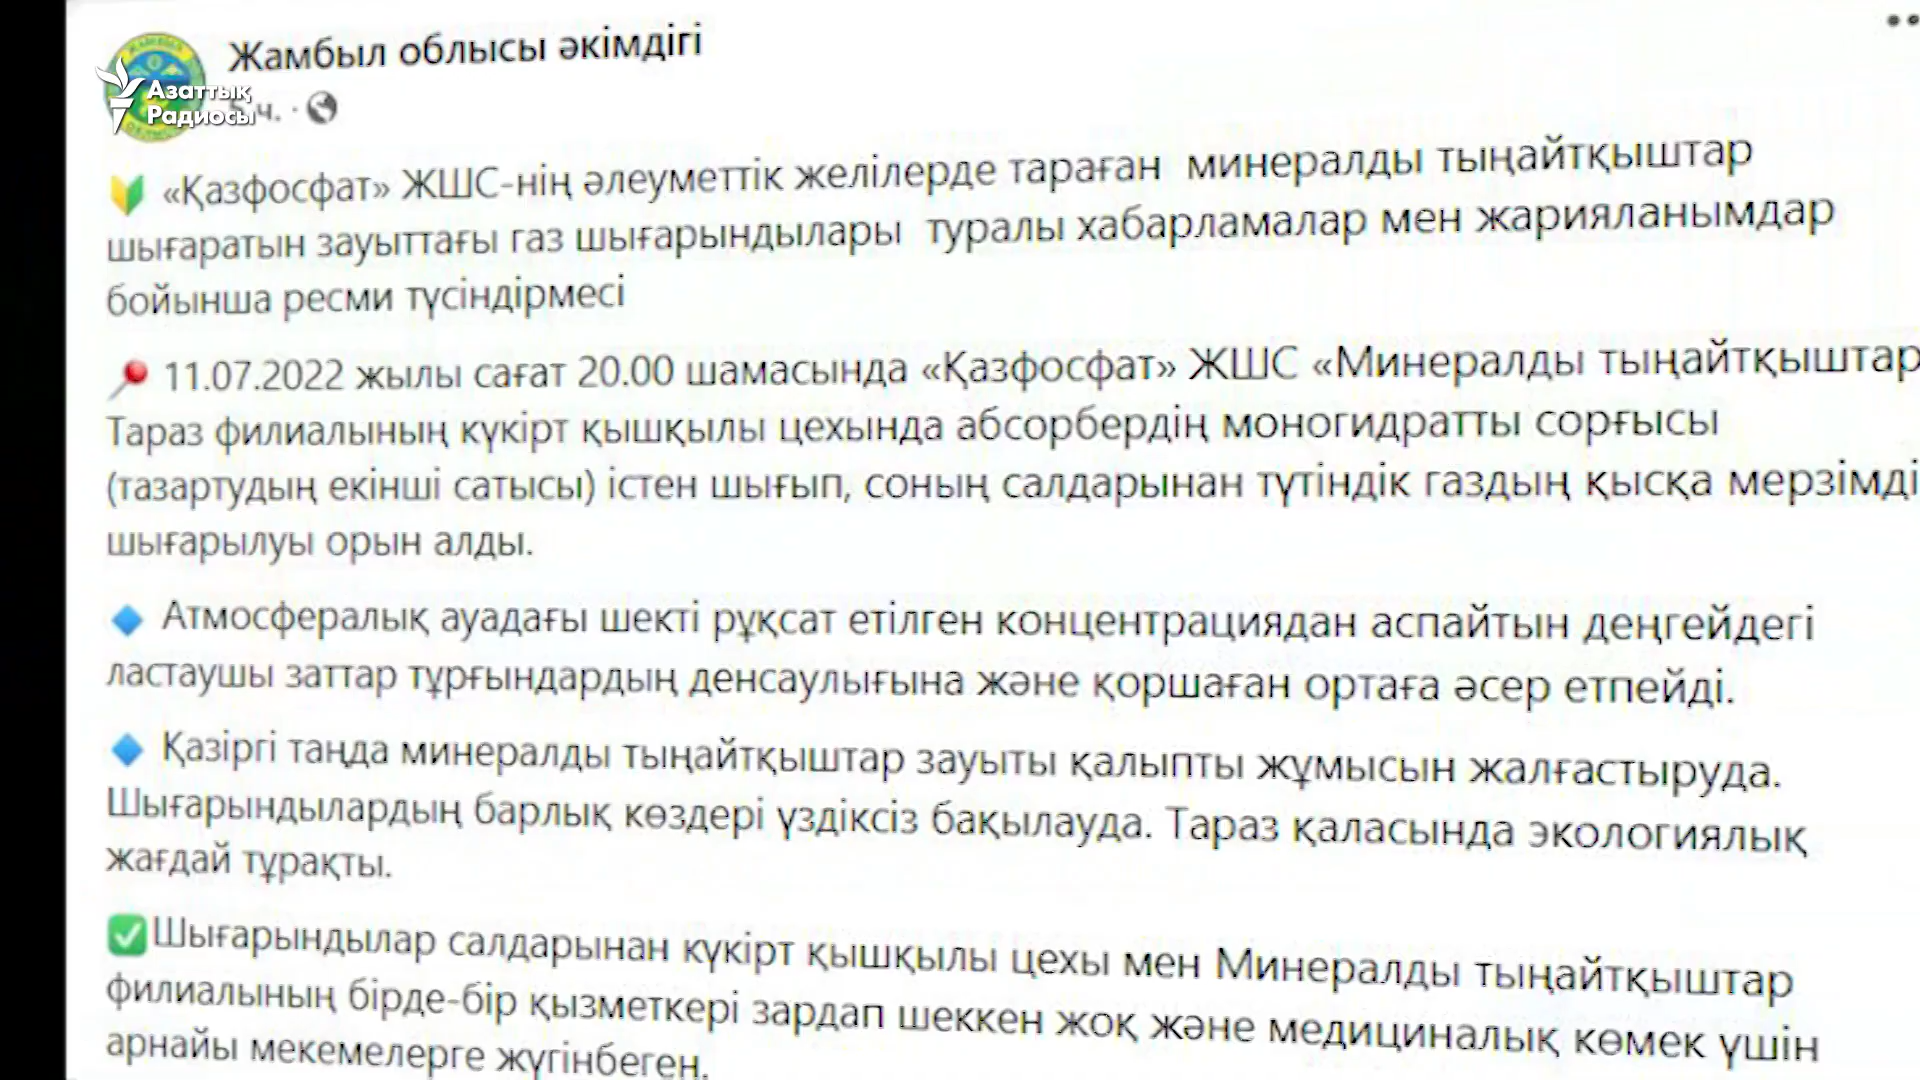 Жамбыл облысы әкімдігі
Азаттық
Радиосы
5 ч. ·
«Қазфосфат» ЖШС-нің әлеуметтік желілерде тараған минералды тыңайтқыштар
шығаратын зауыттағы газ шығарындылары туралы хабарламалар мен жарияланымдар
бойынша ресми түсіндірмесі
11.07.2022 жылы сағат 20.00 шамасында «Қазфосфат» ЖШС «Минералды тыңайтқыштар
Тараз филиалының күкірт қышқылы цехында абсорбердің моногидратты сорғысы
(тазартудың екінші сатысы) істен шығып, соның салдарынан түтіндік газдың қысқа мерзімді
шығарылуы орын алды.
Атмосфералық ауадағы шекті рұқсат етілген концентрациядан аспайтын деңгейдегі
ластаушы заттар тұрғындардың денсаулығына және қоршаған ортаға әсер етпейді.
Қазіргі таңда минералды тыңайтқыштар зауыты қалыпты жұмысын жалғастыруда.
Шығарындылардың барлық көздері үздіксіз бақылауда. Тараз қаласында экологиялық
жағдай тұрақты.
Шығарындылар салдарынан күкірт қышқылы цехы мен Минералды тыңайтқыштар
филиалының бірде-бір қызметкері зардап шеккен жоқ және медициналық көмек үшін
арнайы мекемелерге жүгінбеген.